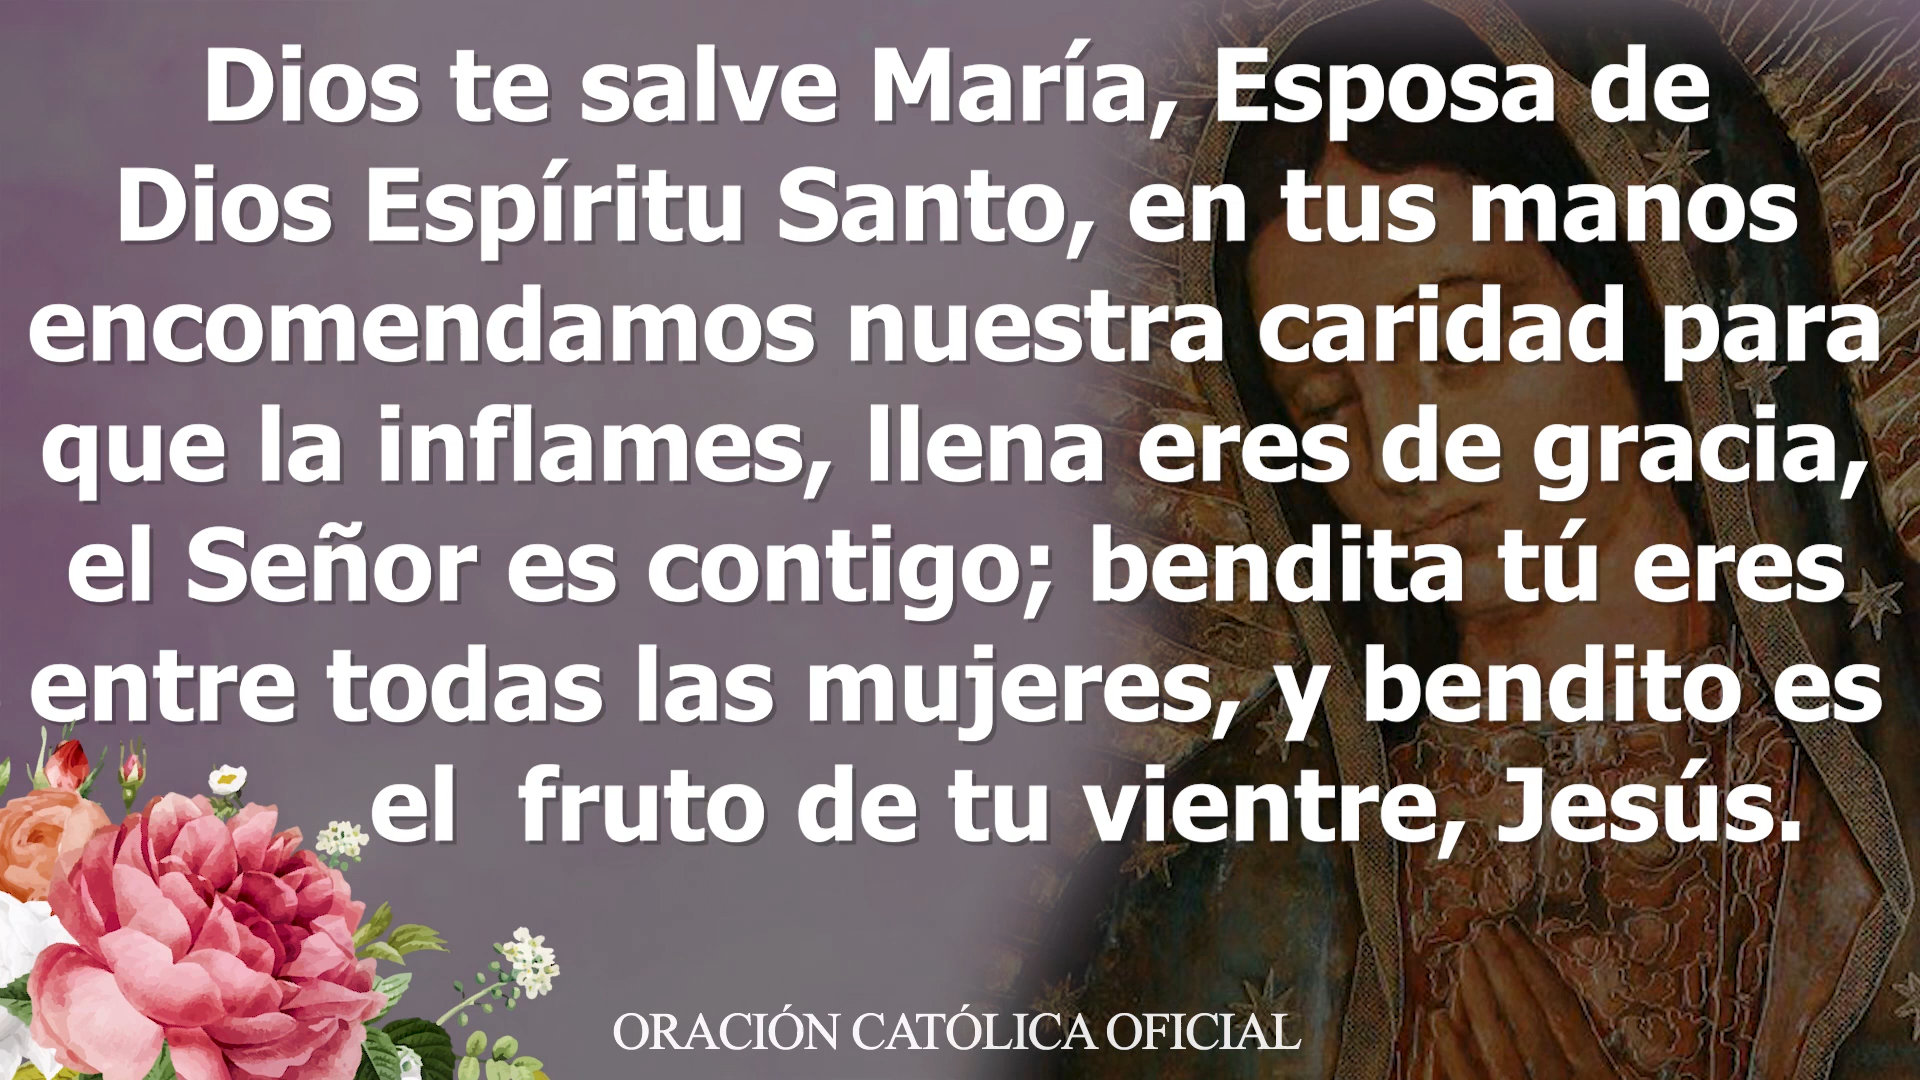 Dios te salve María, Esposa de
Dios Espíritu Santo, en tus manos
encomendamos nuestra caridad para
que la inflames, llena eres de gracia,
el Señor es contigo; bendita tú eres
entre todas las mujeres, y bendito es
el  fruto de tu vientre, Jesús.
ORACIÓN CATÓLICA OFICIAL